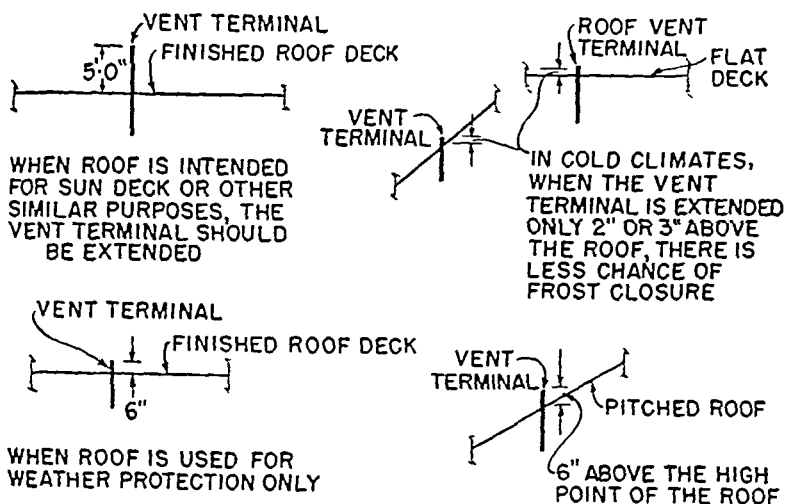 VENT TERMINAL
FINISHED ROOF DECK
5'-0"
WHEN ROOF IS INTENDED
FOR SUN DECK OR OTHER
SIMILAR PURPOSES, THE
VENT TERMINAL SHOULD
BE EXTENDED
ROOF VENT
TERMINAL
FLAT
DECK
VENT
TERMINAL
IN COLD CLIMATES,
WHEN THE VENT
TERMINAL IS EXTENDED
ONLY 2" OR 3" ABOVE
THE ROOF, THERE IS
LESS CHANCE OF
FROST CLOSURE
VENT TERMINAL
FINISHED ROOF DECK
6"
WHEN ROOF IS USED FOR
WEATHER PROTECTION ONLY
VENT
TERMINAL
PITCHED ROOF
6" ABOVE THE HIGH
POINT OF THE ROOF